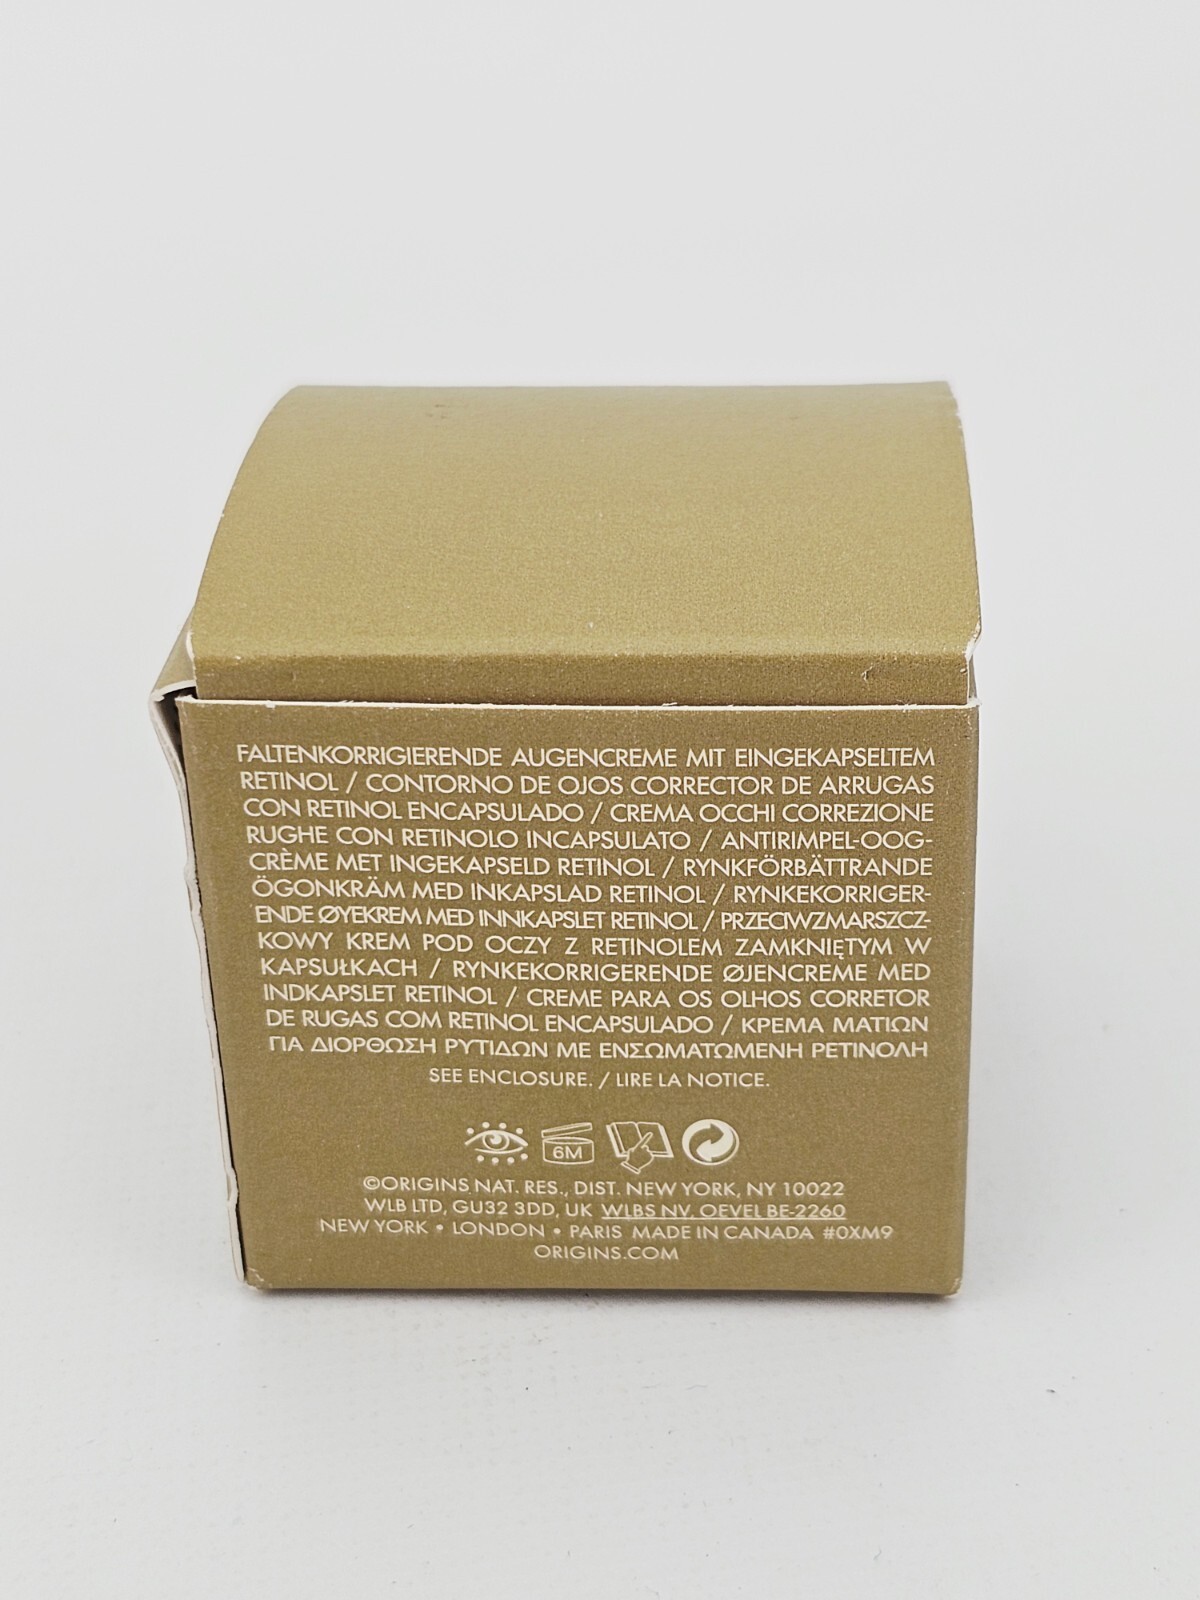 FALTENKORRIGIERENDE AUGENCREME MIT EINGEKAPSELTEM
RETINOL / CONTORNO DE OJOS CORRECTOR DE ARRUGAS
CON RETINOL ENCAPSULADO / CREMA OCCHI CORREZIONE
RUGHE CON RETINOLO INCAPSULATO / ANTIRIMPEL-OOG-
CRÈME MET INGEKAPSELD RETINOL / RYNKFÖRBÄTTRANDE
ÖGONKRÄM MED INKAPSLAD RETINOL / RYNKEKORRIGER-
ENDE ØYEKREM MED INNKAPSLET RETINOL / PRZECIWZMARSZCZ-
KOWY KREM POD OCZY Z RETINOLEM ZAMKNIĘTYM W
KAPSUŁKACH / RYNKEKORRIGERENDE ØJENCREME MED
INDKAPSLET RETINOL / CREME PARA OS OLHOS CORRETOR
DE RUGAS COM RETINOL ENCAPSULADO / ΚΡΕΜΑ ΜΑΤΙΩΝ
ΓΙΑ ΔΙΟΡΘΩΣΗ ΡΥΤΙΔΩΝ ΜΕ ΕΝΣΩΜΑΤΩΜΕΝΗ ΡΕΤΙΝΟΛΗ
SEE ENCLOSURE. / LIRE LA NOTICE.
6M
©ORIGINS NAT. RES., DIST. NEW YORK, NY 10022
WLB LTD, GU32 3DD, UK WLBS NV, OEVEL BE-2260
NEW YORK • LONDON • PARIS MADE IN CANADA #0XM9
ORIGINS.COM